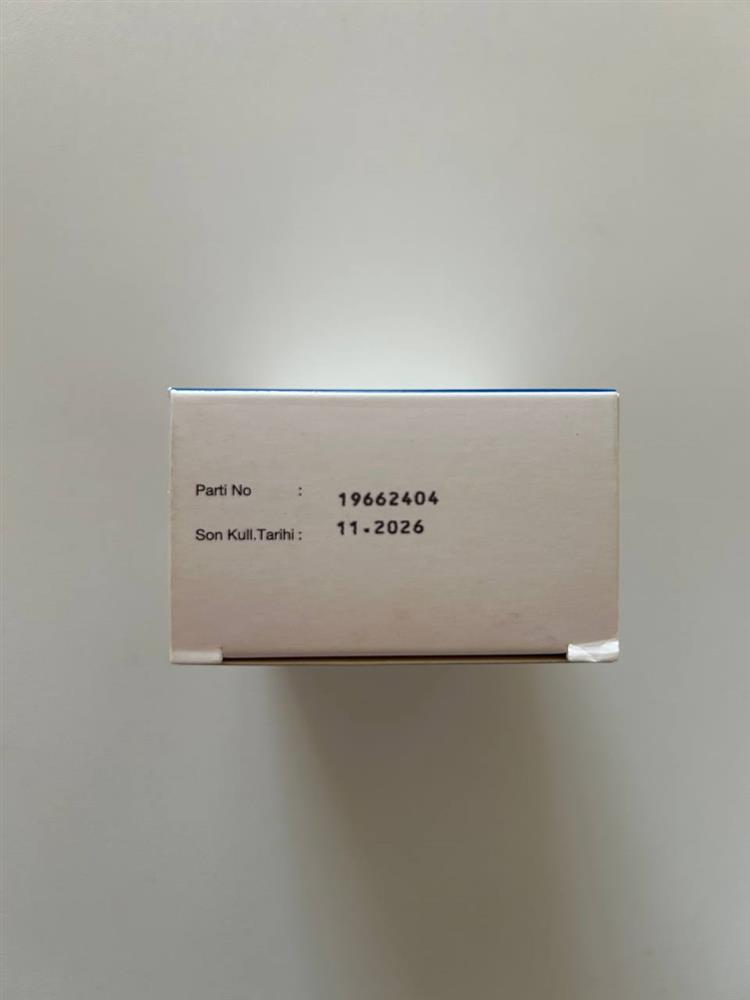 Parti No : 19662404
Son Kull.Tarihi : 11-2026